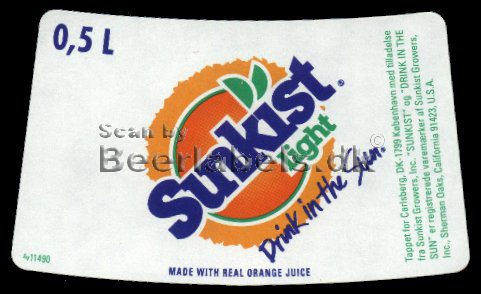 0,5 L
Sunkist®
light
Drink in the Sun.
Scan by ©
Beerlabels.dk
4y11490
MADE WITH REAL ORANGE JUICE
Tappet for Carlsberg, DK-1799 København med tilladelse
fra Sunkist Growers, Inc. "SUNKIST" og "DRINK IN THE
SUN" er registrerede varemærker af Sunkist Growers,
Inc., Sherman Oaks, California 91423, U.S.A.